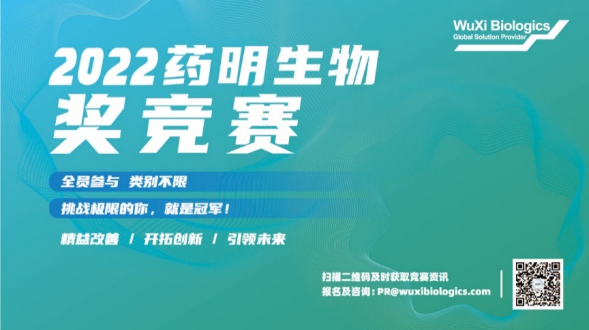 WuXi Biologics
Global Solution Provider
2022药明生物
奖竞赛
全员参与 类别不限
挑战极限的你，就是冠军！
精益改善 / 开拓创新 / 引领未来
扫描二维码及时获取竞赛资讯
报名及咨询：PR@wuxibiologics.com